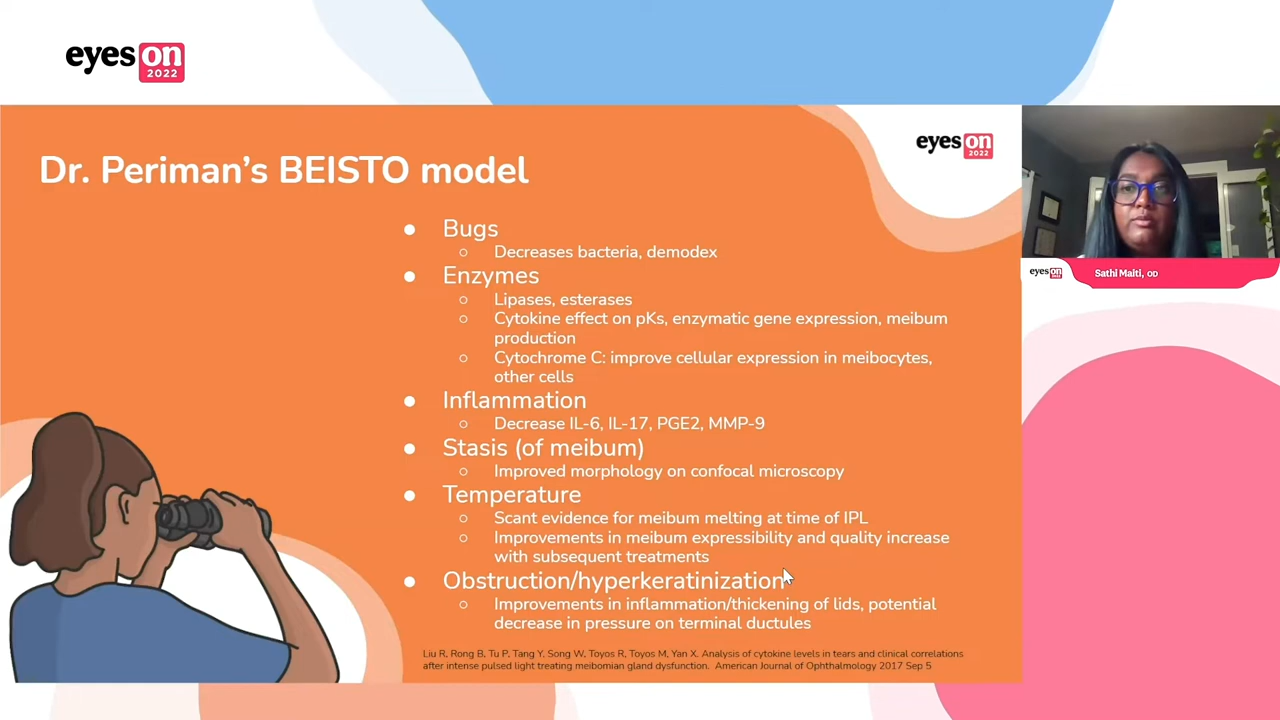 eyes on
2022
eyes on
2022
Dr. Periman's BEISTO model
Bugs
Decreases bacteria, demodex
Enzymes
Lipases, esterases
Cytokine effect on pKs, enzymatic gene expression, meibum
production
Cytochrome C: improve cellular expression in meibocytes,
other cells
Inflammation
Decrease IL-6, IL-17, PGE2, MMP-9
Stasis (of meibum)
Improved morphology on confocal microscopy
Temperature
Scant evidence for meibum melting at time of IPL
Improvements in meibum expressibility and quality increase
with subsequent treatments
Obstruction/hyperkeratinization
Improvements in inflammation/thickening of lids, potential
decrease in pressure on terminal ductules
Liu R, Rong B, Tu P, Tang Y, Song W, Toyos R, Toyos M, Yan X. Analysis of cytokine levels in tears and clinical correlations
after intense pulsed light treating meibomian gland dysfunction. American Journal of Ophthalmology 2017 Sep 5
eyes on
2022
Sathi Maiti, OD